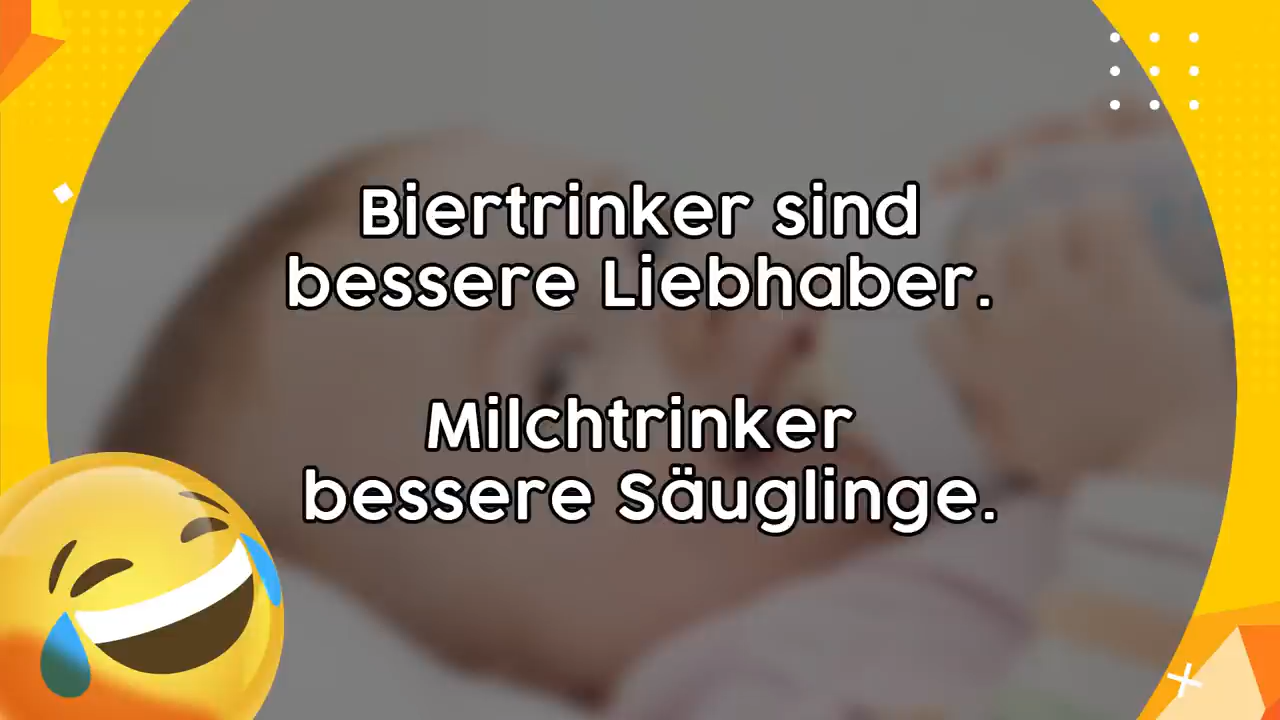 Biertrinker sind
bessere Liebhaber.
Milchtrinker
bessere Säuglinge.